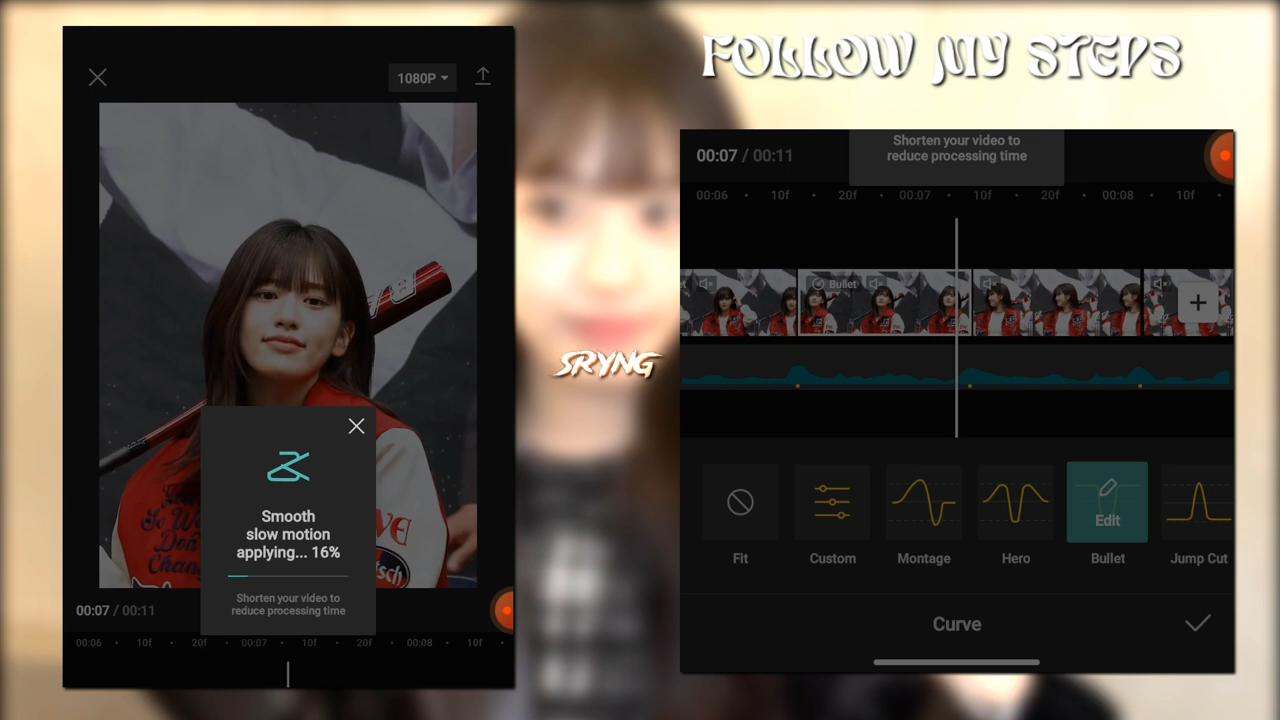 FOLLOW MY STEPS
1080P
Smooth
slow motion
applying... 16%
Shorten your video to
reduce processing time
00:07 / 00:11
00:06 10f 20f 00:07 10f 20f 00:08 10f
SRYNG
Shorten your video to
reduce processing time
00:07 / 00:11
00:06 10f 20f 00:07 10f 20f 00:08 10f
Bullet
Edit
Fit Custom Montage Hero Bullet Jump Cut
Curve